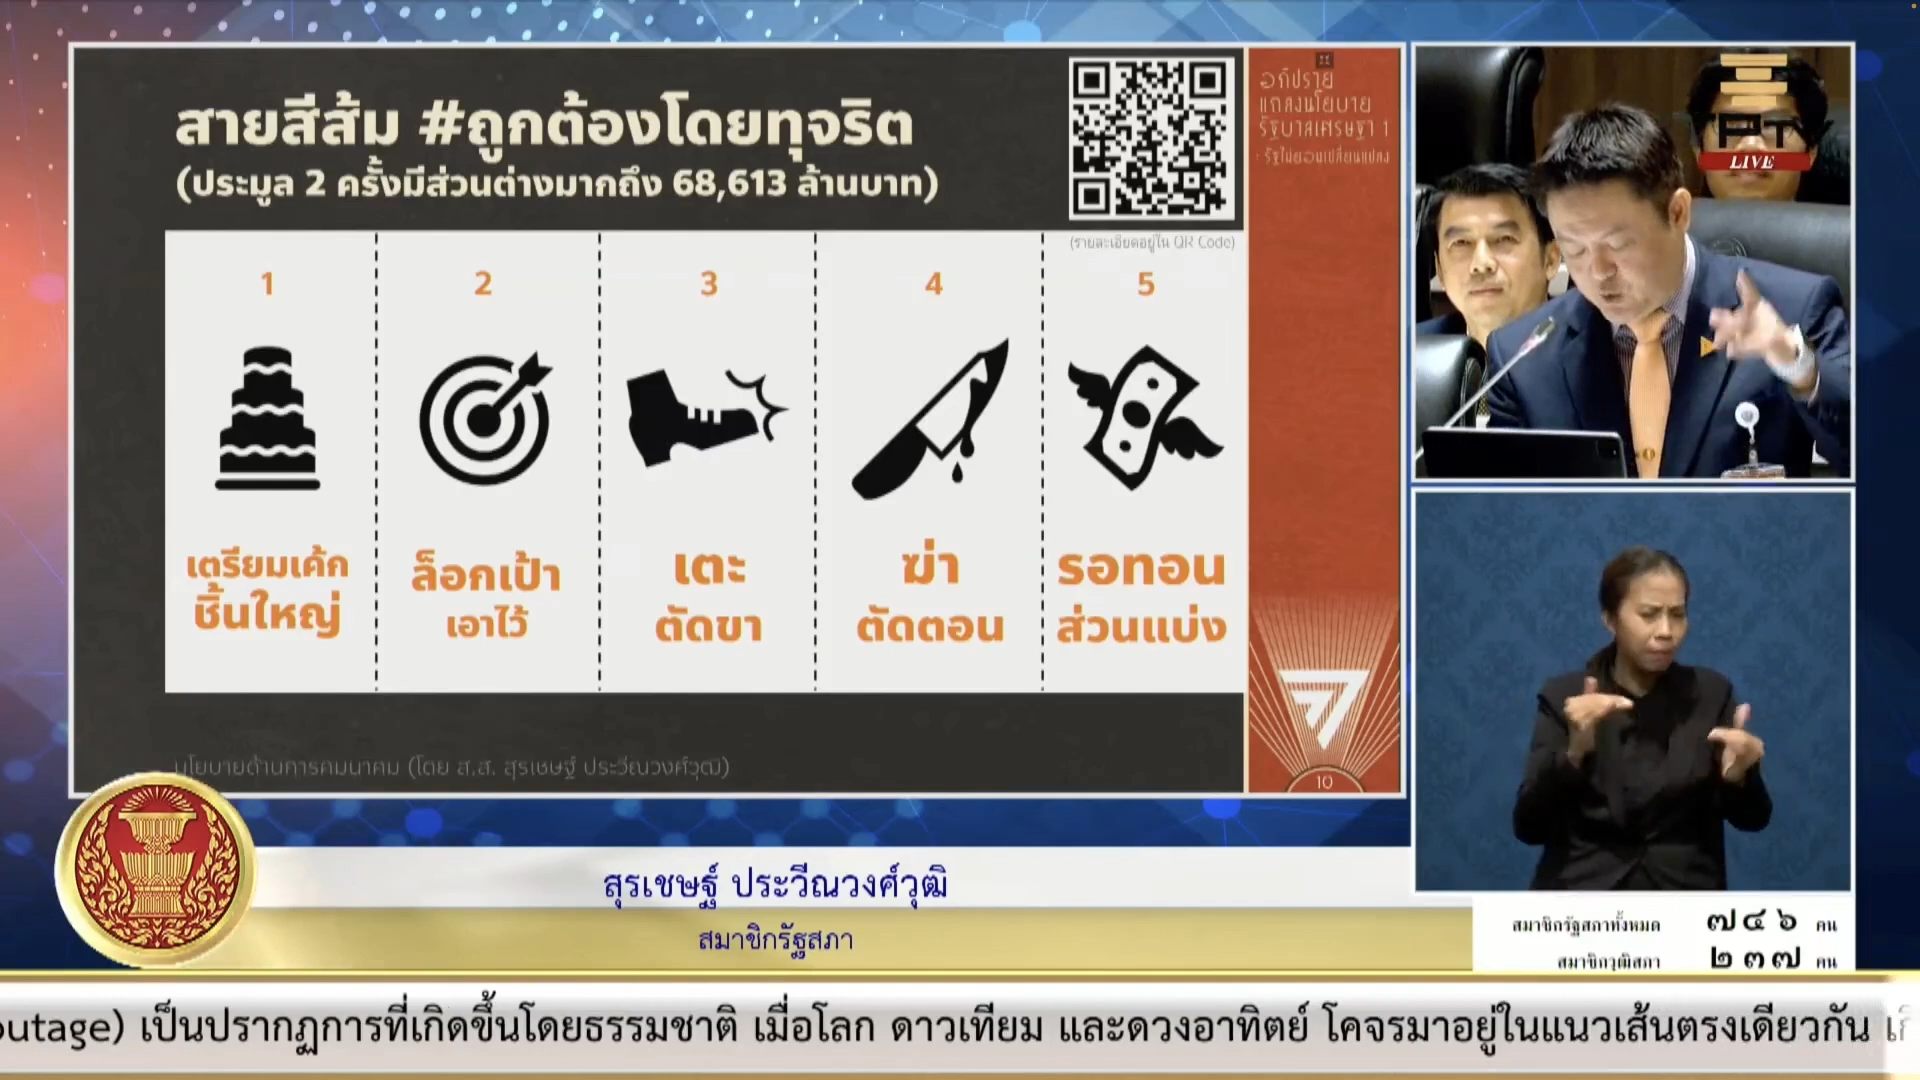 สายสีส้ม #ถูกต้องโดยทุจริต
(ประมูล 2 ครั้งมีส่วนต่างมากถึง 68,613 ล้านบาท)
(รายละเอียดอยู่ใน QR Code)
1
เตรียมเค้ก
ชิ้นใหญ่
2
ล็อกเป้า
เอาไว้
3
เตะ
ตัดขา
4
ฆ่า
ตัดตอน
5
รอทอน
ส่วนแบ่ง
นโยบายด้านการคมนาคม (โดย ส.ส. สุรเชษฐ์ ประวีณวงศ์วุฒิ)
อภิปราย
แถลงนโยบาย
รัฐบาลเศรษฐา 1
10
TPTV
LIVE
สุรเชษฐ์ ประวีณวงศ์วุฒิ
สมาชิกรัฐสภา
สมาชิกรัฐสภาทั้งหมด ๗๔๖ คน
สมาชิกวุฒิสภา ๒๓๗ คน
outage) เป็นปรากฏการที่เกิดขึ้นโดยธรรมชาติ เมื่อโลก ดาวเทียม และดวงอาทิตย์ โคจรมาอยู่ในแนวเส้นตรงเดียวกัน